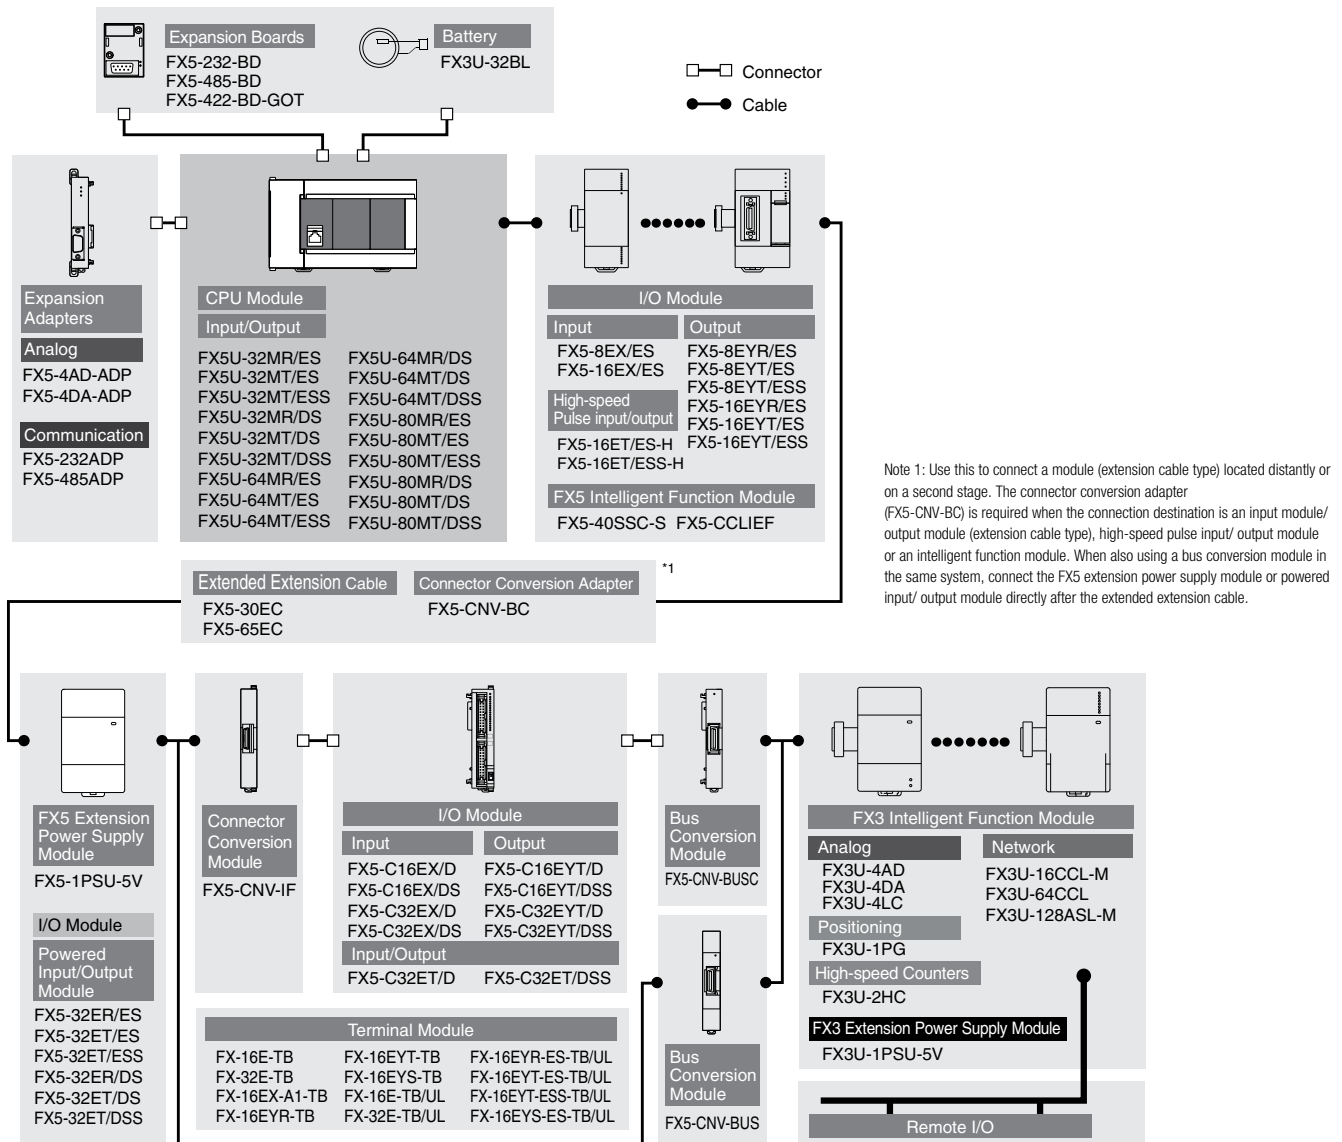 Expansion Boards
FX5-232-BD
FX5-485-BD
FX5-422-BD-GOT
Battery
FX3U-32BL
Connector
Cable
Expansion
Adapters
Analog
FX5-4AD-ADP
FX5-4DA-ADP
Communication
FX5-232ADP
FX5-485ADP
CPU Module
Input/Output
FX5U-32MR/ES
FX5U-32MT/ES
FX5U-32MT/ESS
FX5U-32MR/DS
FX5U-32MT/DS
FX5U-32MT/DSS
FX5U-64MR/ES
FX5U-64MT/ES
FX5U-64MT/ESS
FX5U-64MR/DS
FX5U-64MT/DS
FX5U-64MT/DSS
FX5U-80MR/ES
FX5U-80MT/ES
FX5U-80MT/ESS
FX5U-80MR/DS
FX5U-80MT/DS
FX5U-80MT/DSS
I/O Module
Input
FX5-8EX/ES
FX5-16EX/ES
High-speed
Pulse input/output
FX5-16ET/ES-H
FX5-16ET/ESS-H
Output
FX5-8EYR/ES
FX5-8EYT/ES
FX5-8EYT/ESS
FX5-16EYR/ES
FX5-16EYT/ES
FX5-16EYT/ESS
FX5 Intelligent Function Module
FX5-40SSC-S FX5-CCLIEF
Note 1: Use this to connect a module (extension cable type) located distantly or
on a second stage. The connector conversion adapter
(FX5-CNV-BC) is required when the connection destination is an input module/
output module (extension cable type), high-speed pulse input/ output module
or an intelligent function module. When also using a bus conversion module in
the same system, connect the FX5 extension power supply module or powered
input/ output module directly after the extended extension cable.
Extended Extension Cable
FX5-30EC
FX5-65EC
Connector Conversion Adapter
FX5-CNV-BC
*1
FX5 Extension
Power Supply
Module
FX5-1PSU-5V
I/O Module
Powered
Input/Output
Module
FX5-32ER/ES
FX5-32ET/ES
FX5-32ET/ESS
FX5-32ER/DS
FX5-32ET/DS
FX5-32ET/DSS
Connector
Conversion
Module
FX5-CNV-IF
I/O Module
Input
FX5-C16EX/D
FX5-C16EX/DS
FX5-C32EX/D
FX5-C32EX/DS
Output
FX5-C16EYT/D
FX5-C16EYT/DSS
FX5-C32EYT/D
FX5-C32EYT/DSS
Input/Output
FX5-C32ET/D FX5-C32ET/DSS
Terminal Module
FX-16E-TB
FX-32E-TB
FX-16EX-A1-TB
FX-16EYR-TB
FX-16EYT-TB
FX-16EYS-TB
FX-16E-TB/UL
FX-32E-TB/UL
FX-16EYR-ES-TB/UL
FX-16EYT-ES-TB/UL
FX-16EYT-ESS-TB/UL
FX-16EYS-ES-TB/UL
Bus
Conversion
Module
FX5-CNV-BUSC
Bus
Conversion
Module
FX5-CNV-BUS
FX3 Intelligent Function Module
Analog
FX3U-4AD
FX3U-4DA
FX3U-4LC
Positioning
FX3U-1PG
High-speed Counters
FX3U-2HC
Network
FX3U-16CCL-M
FX3U-64CCL
FX3U-128ASL-M
FX3 Extension Power Supply Module
FX3U-1PSU-5V
Remote I/O